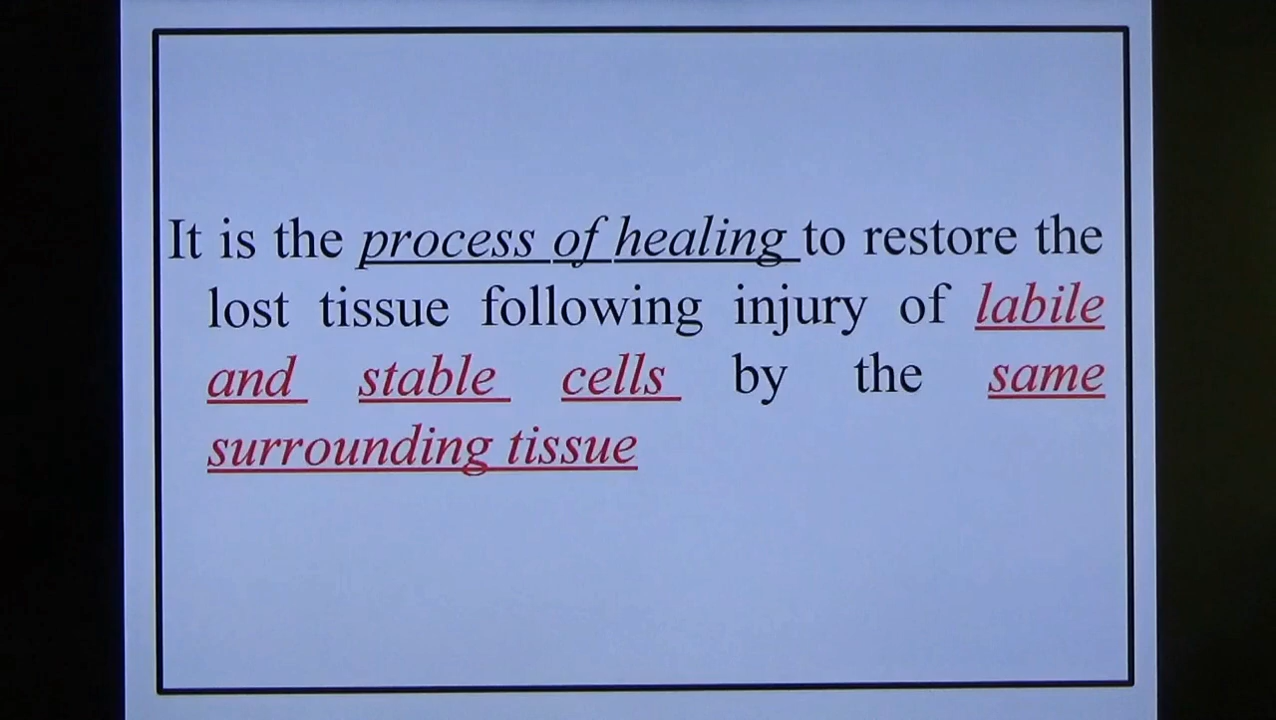 It is the process of healing to restore the
lost tissue following injury of labile
and stable cells by the same
surrounding tissue